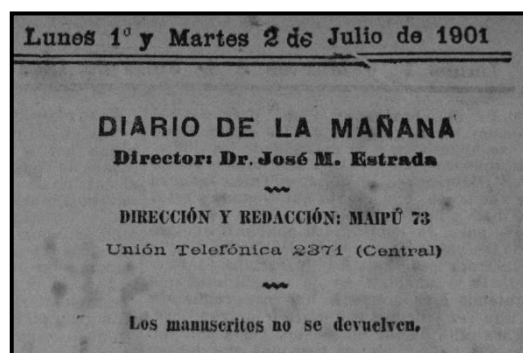 Lunes 1º y Martes 2 de Julio de 1901
DIARIO DE LA MAÑANA
Director: Dr. José M. Estrada
DIRECCIÓN Y REDACCIÓN: MAIPÚ 73
Unión Telefónica 2371 (Central)
Los manuscritos no se devuelven.